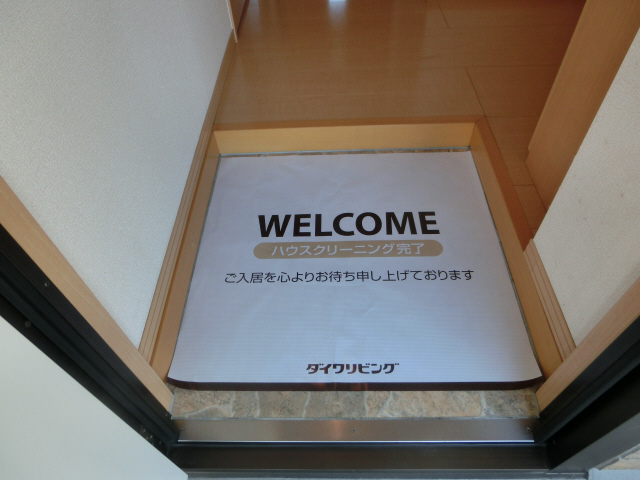 WELCOME
ハウスクリーニング完了
ご入居を心よりお待ち申し上げております
ダイワリビング